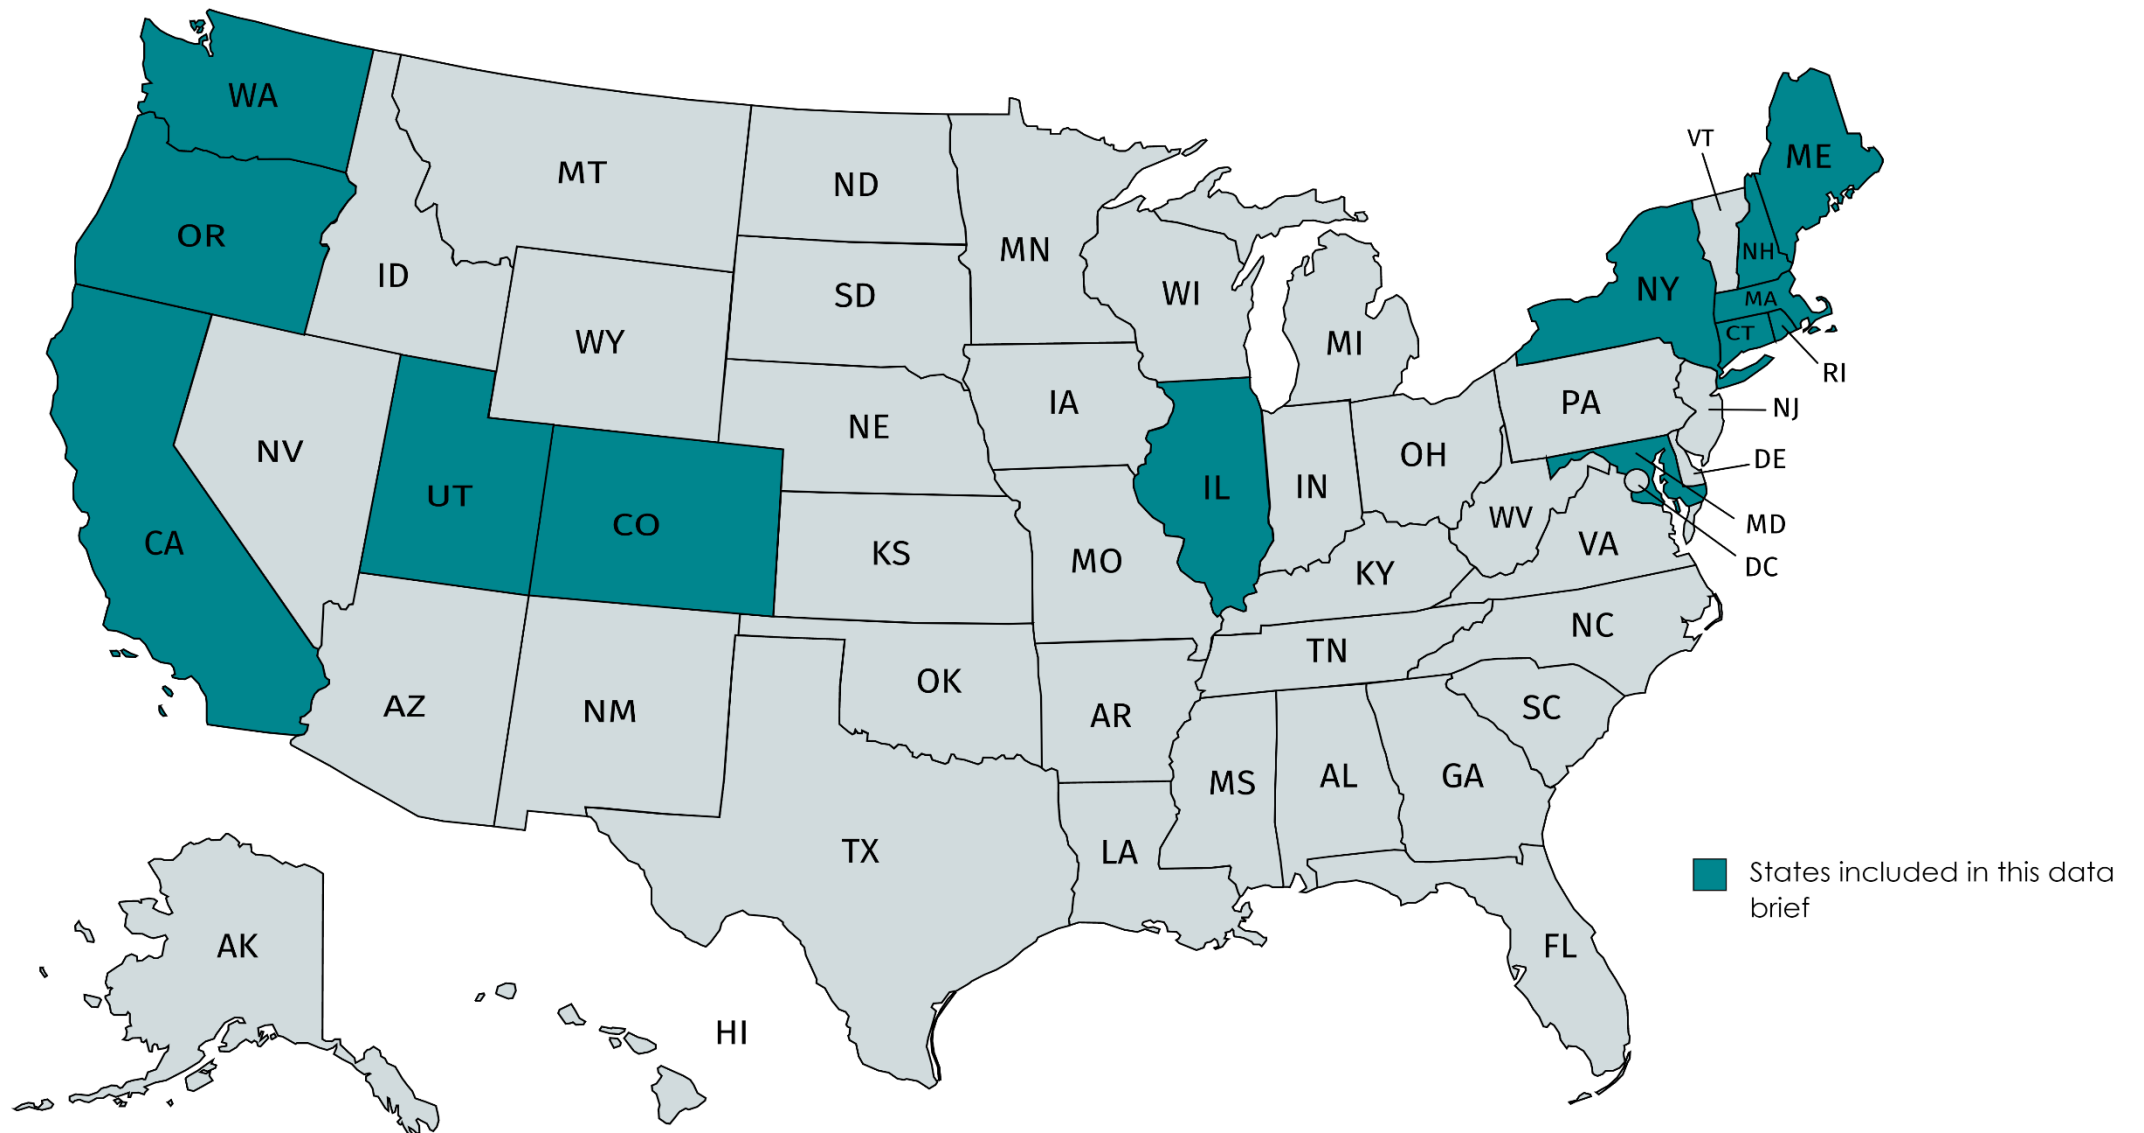 WA
ME
VT
MT
ND
OR
MN
NH
ID
NY
SD
WI
MA
CT
WY
MI
RI
IA
PA
NJ
NE
NV
OH
DE
UT
IL
IN
CO
WV
MD
CA
VA
KS
MO
DC
KY
NC
TN
OK
AZ
NM
SC
AR
MS
AL
GA
TX
LA
States included in this data
brief
AK
FL
HI